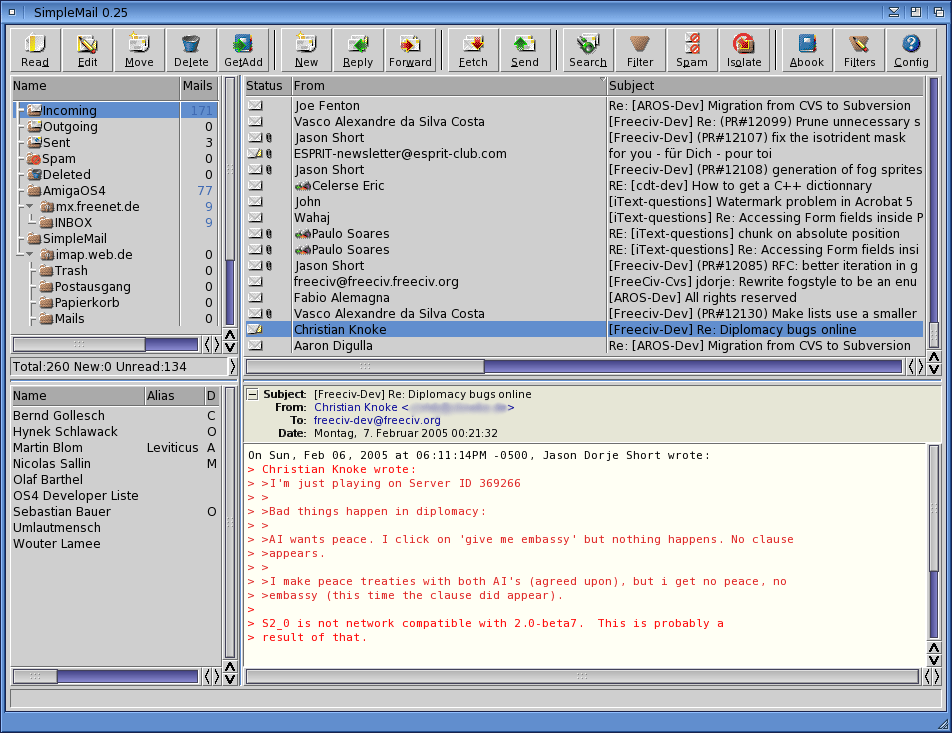 SimpleMail 0.25
Read Edit Move Delete GetAdd New Reply Forward Fetch Send Search Filter Spam Isolate Abook Filters Config
Name Mails
Incoming 171
Outgoing 0
Sent 3
Spam 0
Deleted 0
AmigaOS4 77
mx.freenet.de 9
INBOX 9
SimpleMail
imap.web.de 0
Trash 0
Postausgang 0
Papierkorb 0
Mails 0
Total:260 New:0 Unread:134
Status From Subject
Joe Fenton Re: [AROS-Dev] Migration from CVS to Subversion
Vasco Alexandre da Silva Costa [Freeciv-Dev] Re: (PR#12099) Prune unnecessary s
Jason Short [Freeciv-Dev] (PR#12107) fix the isotrident mask
ESPRIT-newsletter@esprit-club.com for you - für Dich - pour toi
Jason Short [Freeciv-Dev] (PR#12108) generation of fog sprites
Celerse Eric RE: [cdt-dev] How to get a C++ dictionnary
John [iText-questions] Watermark problem in Acrobat 5
Wahaj [iText-questions] Re: Accessing Form fields inside P
Paulo Soares RE: [iText-questions] chunk on absolute position
Paulo Soares RE: [iText-questions] Re: Accessing Form fields insi
Jason Short [Freeciv-Dev] (PR#12085) RFC: better iteration in g
freeciv@freeciv.freeciv.org [FreeCiv-Cvs] jdorje: Rewrite fogstyle to be an enu
Fabio Alemagna [AROS-Dev] All rights reserved
Vasco Alexandre da Silva Costa [Freeciv-Dev] (PR#12130) Make lists use a smaller
Christian Knoke [Freeciv-Dev] Re: Diplomacy bugs online
Aaron Digulla Re: [AROS-Dev] Migration from CVS to Subversion
Name Alias D
Bernd Gollesch C
Hynek Schlawack O
Martin Blom Leviticus A
Nicolas Sallin M
Olaf Barthel
OS4 Developer Liste
Sebastian Bauer O
Umlautmensch
Wouter Lamee
Subject: [Freeciv-Dev] Re: Diplomacy bugs online
From: Christian Knoke < >
To: freeciv-dev@freeciv.org
Date: Montag, 7. Februar 2005 00:21:32
On Sun, Feb 06, 2005 at 06:11:14PM -0500, Jason Dorje Short wrote:
> Christian Knoke wrote:
> >I'm just playing on Server ID 369266
> >
> >Bad things happen in diplomacy:
> >
> >AI wants peace. I click on 'give me embassy' but nothing happens. No clause
> >appears.
> >
> >I make peace treaties with both AI's (agreed upon), but i get no peace, no
> >embassy (this time the clause did appear).
>
> S2_0 is not network compatible with 2.0-beta7.  This is probably a
> result of that.